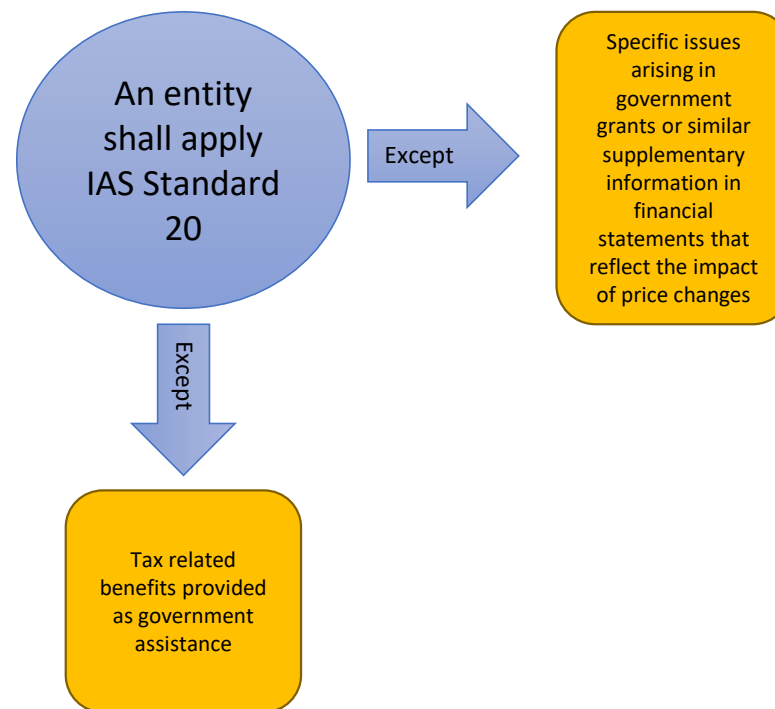 An entity
shall apply
IAS Standard
20
Except
Specific issues
arising in
government
grants or similar
supplementary
information in
financial
statements that
reflect the impact
of price changes
Except
Tax related
benefits provided
as government
assistance